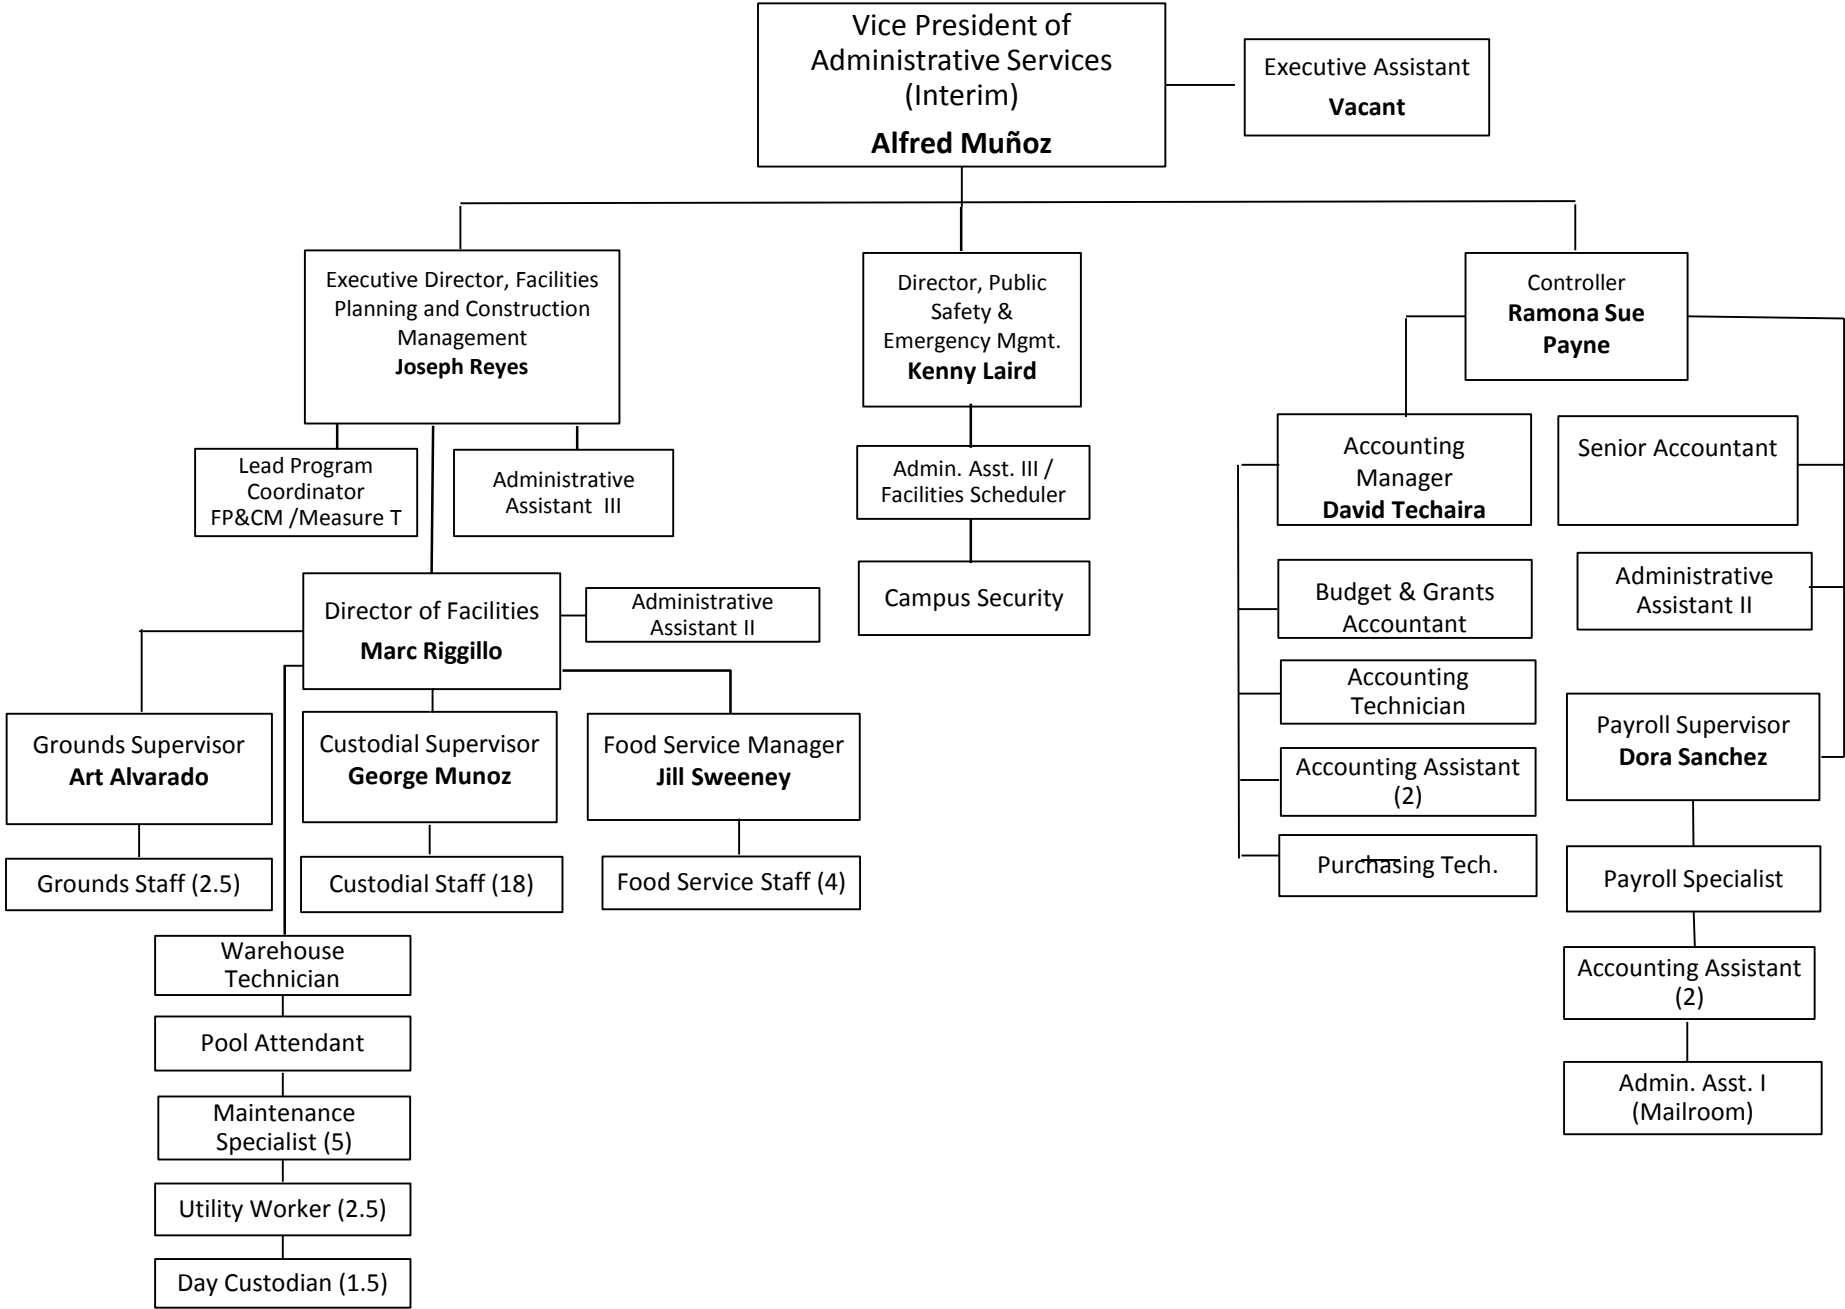 Vice President of
Administrative Services
(Interim)
Alfred Muñoz
Executive Assistant
Vacant
Executive Director, Facilities
Planning and Construction
Management
Joseph Reyes
Director, Public
Safety &
Emergency Mgmt.
Kenny Laird
Controller
Ramona Sue
Payne
Lead Program
Coordinator
FP&CM /Measure T
Administrative
Assistant III
Admin. Asst. III /
Facilities Scheduler
Campus Security
Accounting
Manager
David Techaira
Senior Accountant
Budget & Grants
Accountant
Administrative
Assistant II
Director of Facilities
Marc Riggillo
Administrative
Assistant II
Accounting
Technician
Payroll Supervisor
Dora Sanchez
Grounds Supervisor
Art Alvarado
Custodial Supervisor
George Munoz
Food Service Manager
Jill Sweeney
Accounting Assistant
(2)
Purchasing Tech.
Grounds Staff (2.5)
Custodial Staff (18)
Food Service Staff (4)
Payroll Specialist
Warehouse
Technician
Accounting Assistant
(2)
Pool Attendant
Admin. Asst. I
(Mailroom)
Maintenance
Specialist (5)
Utility Worker (2.5)
Day Custodian (1.5)